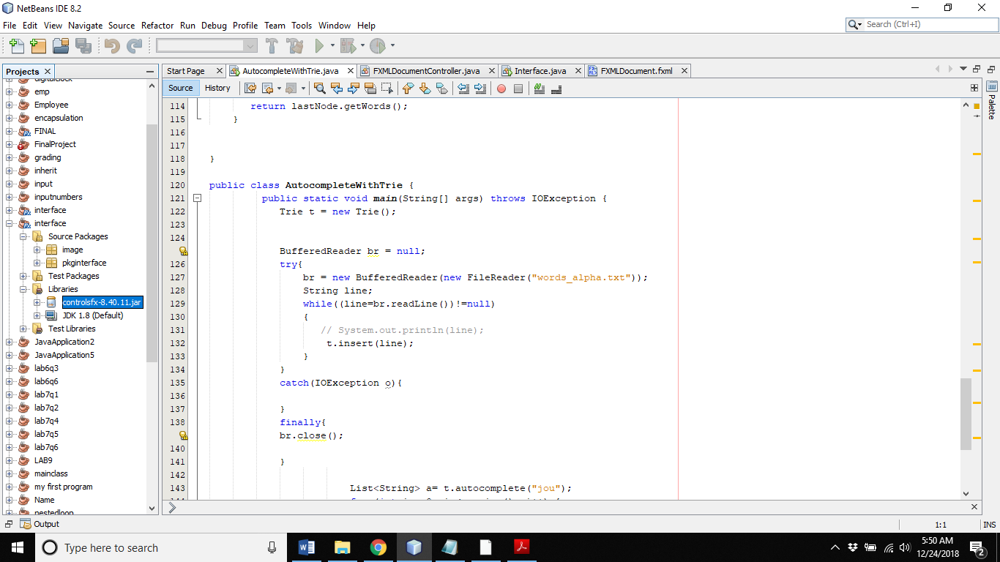 NetBeans IDE 8.2
File Edit View Navigate Source Refactor Run Debug Profile Team Tools Window Help
Search (Ctrl+I)
Projects
digitalclock
emp
Employee
encapsulation
FINAL
FinalProject
grading
inherit
input
inputnumbers
interface
interface
Source Packages
image
pkginterface
Test Packages
Libraries
controlsfx-8.40.11.jar
JDK 1.8 (Default)
Test Libraries
JavaApplication2
JavaApplication5
lab6q3
lab6q6
lab7q1
lab7q2
lab7q4
lab7q5
lab7q6
LAB9
mainclass
my first program
Name
nestedloop
Start Page AutocompleteWithTrie.java FXMLDocumentController.java Interface.java FXMLDocument.fxml
Source History
114 return lastNode.getWords();
115 }
116
117
118 }
119
120 public class AutocompleteWithTrie {
121 public static void main(String[] args) throws IOException {
122 Trie t = new Trie();
123
124
BufferedReader br = null;
126 try{
127 br = new BufferedReader(new FileReader("words_alpha.txt"));
128 String line;
129 while((line=br.readLine())!=null)
130 {
131 // System.out.println(line);
132 t.insert(line);
133 }
134 }
135 catch(IOException o){
136
137 }
138 finally{
br.close();
140
141 }
142
143 List<String> a= t.autocomplete("jou");
Palette
Output
1:1 INS
Type here to search
5:50 AM
12/24/2018
2